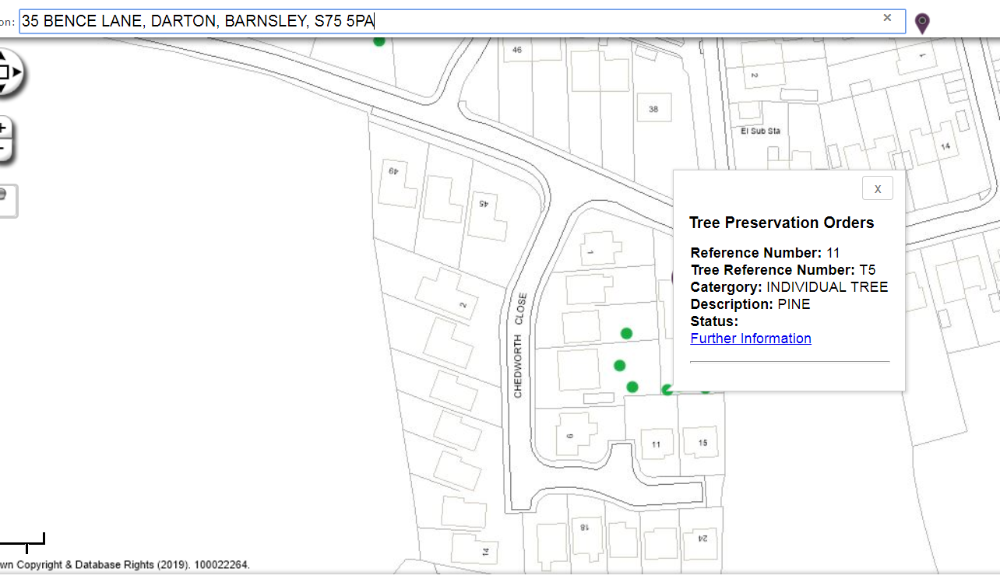 on:
35 BENCE LANE, DARTON, BARNSLEY, S75 5PA
×
46
38
2
1
El Sub Sta
14
49
45
x
Tree Preservation Orders
Reference Number: 11
Tree Reference Number: T5
Catergory: INDIVIDUAL TREE
Description: PINE
Status:
Further Information
1
2
CHEDWORTH CLOSE
9
11
15
18
24
14
+
-
wn Copyright & Database Rights (2019). 100022264.